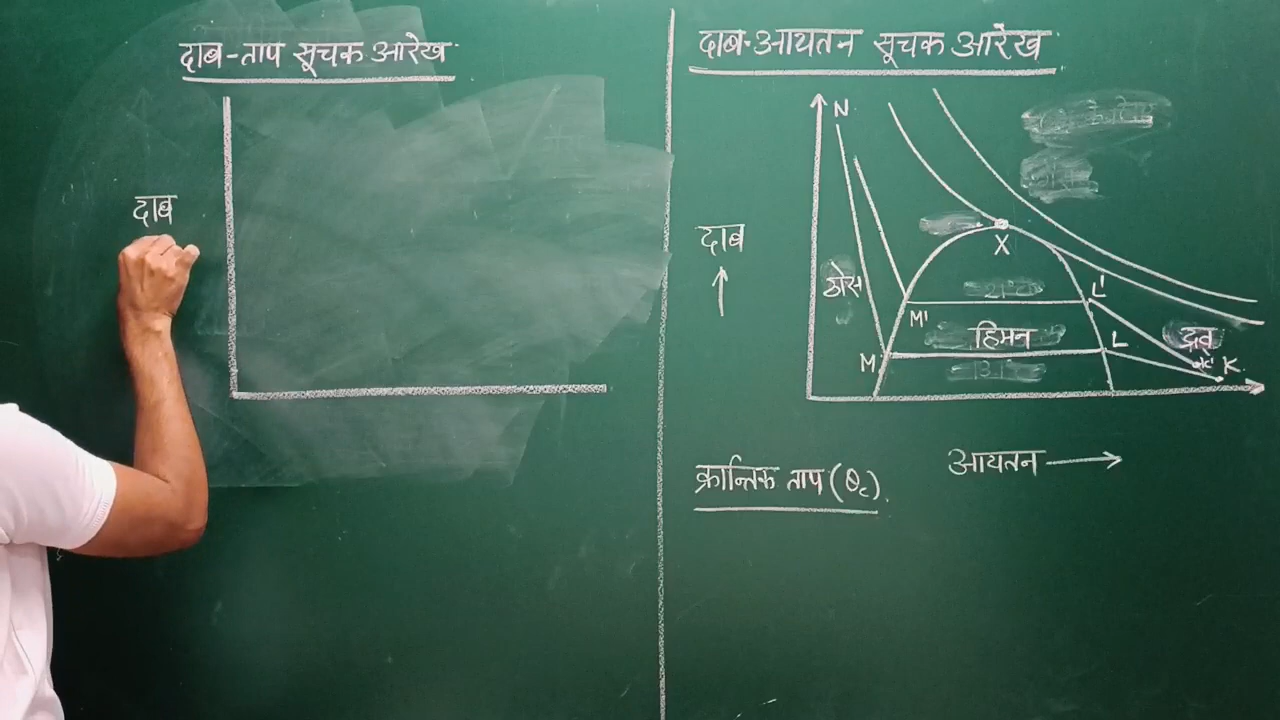 दाब-ताप सूचक आरेख
दाब
दाब-आयतन सूचक आरेख
N
X
दाब
ठोस
L'
M'
हिमन
द्रव
M
L
K'
K
आयतन
क्रान्तिक ताप (θc).